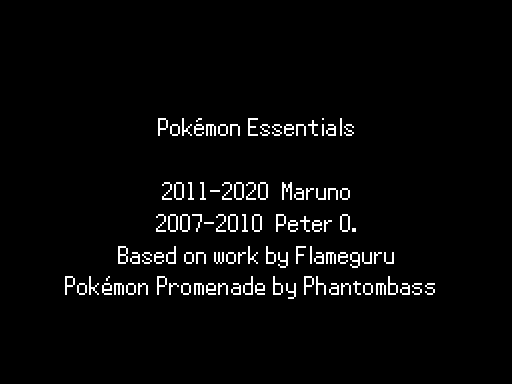 Pokémon Essentials
2011-2020 Maruno
2007-2010 Peter O.
Based on work by Flameguru
Pokémon Promenade by Phantombass